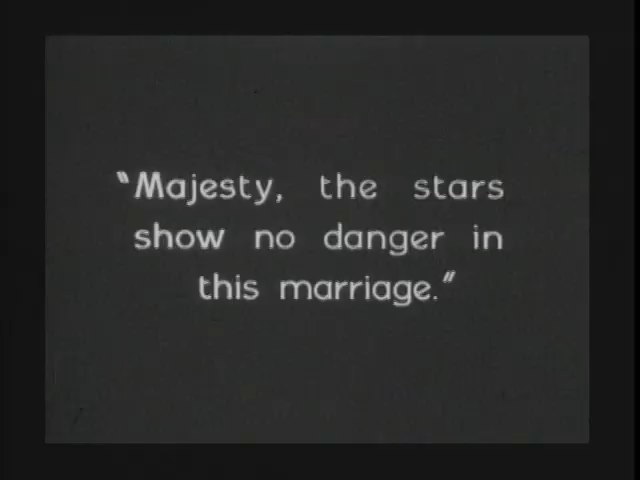 "Majesty, the stars
show no danger in
this marriage."